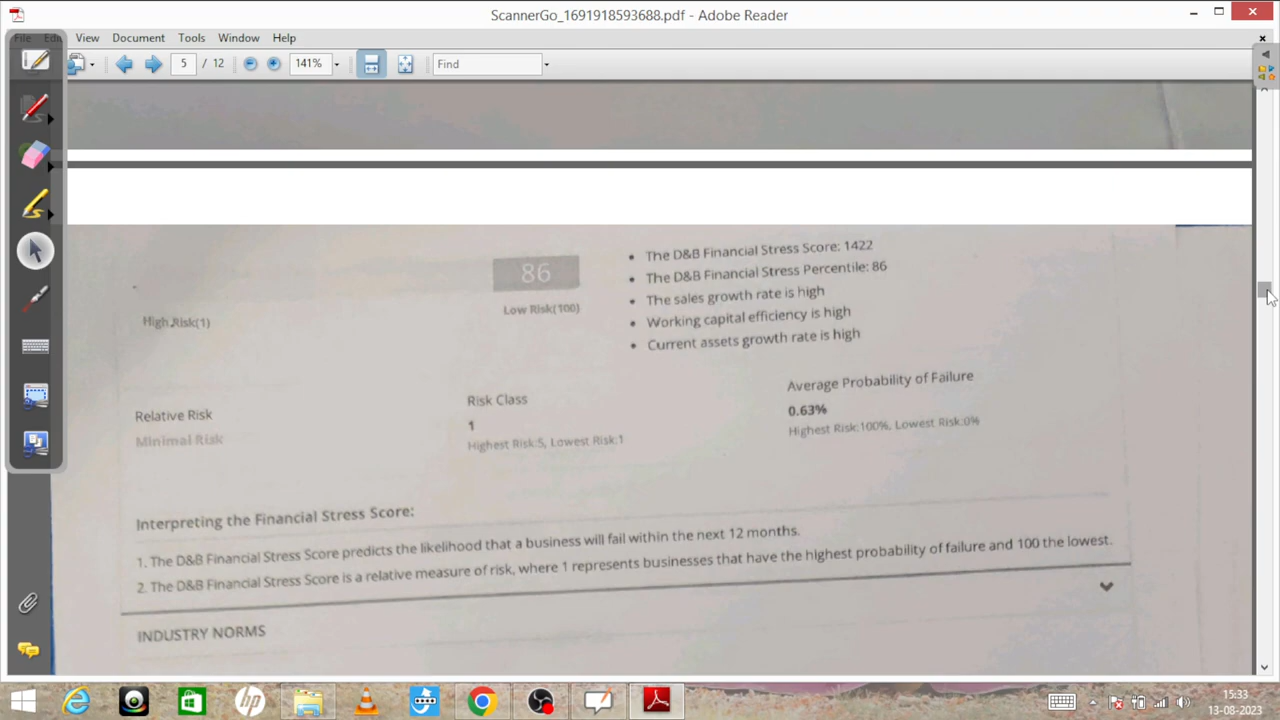 ScannerGo_1691918593688.pdf - Adobe Reader
File Edit View Document Tools Window Help
5 / 12 141% Find
86
High Risk(1)
Low Risk(100)
• The D&B Financial Stress Score: 1422
• The D&B Financial Stress Percentile: 86
• The sales growth rate is high
• Working capital efficiency is high
• Current assets growth rate is high
Relative Risk
Minimal Risk
Risk Class
1
Highest Risk:5, Lowest Risk:1
Average Probability of Failure
0.63%
Highest Risk:100%, Lowest Risk:0%
Interpreting the Financial Stress Score:
1. The D&B Financial Stress Score predicts the likelihood that a business will fail within the next 12 months.
2. The D&B Financial Stress Score is a relative measure of risk, where 1 represents businesses that have the highest probability of failure and 100 the lowest.
INDUSTRY NORMS
15:33
13-08-2023